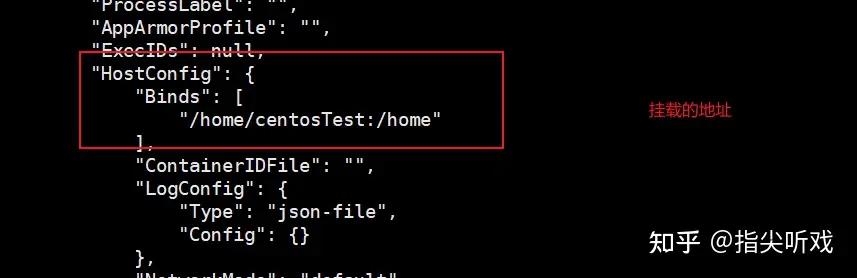 "ProcessLabel": "",
"AppArmorProfile": "",
"ExecIDs": null,
"HostConfig": {
"Binds": [
"/home/centosTest:/home"
],
"ContainerIDFile": "",
"LogConfig": {
"Type": "json-file",
"Config": {}
},
"NetworkMode": "default"
挂载的地址
知乎 @指尖听戏